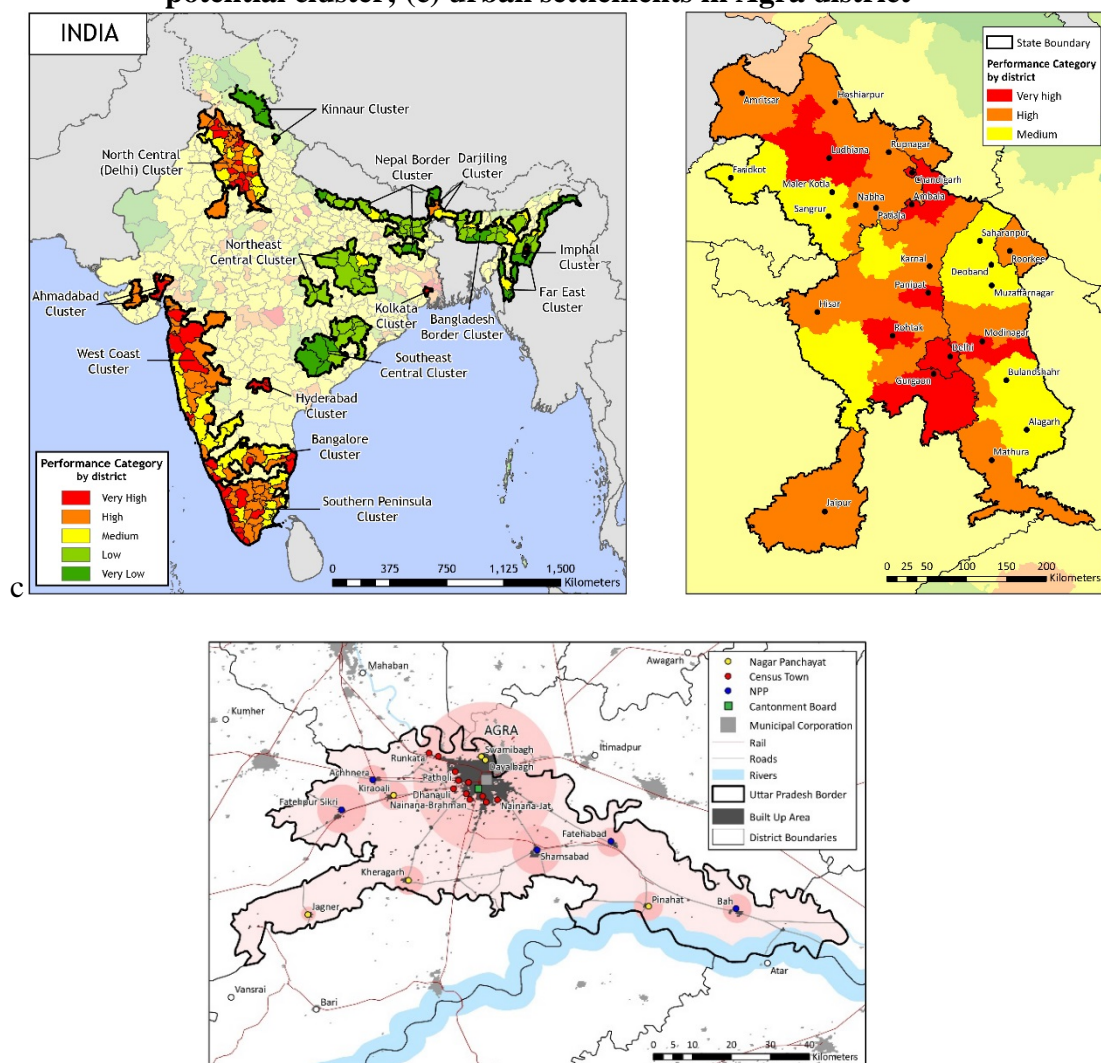 potential cluster; (c) urban settlements in Agra district
INDIA
Kinnaur Cluster
North Central
(Delhi) Cluster
Nepal Border
Cluster
Darjiling
Cluster
Northeast
Central Cluster
Imphal
Cluster
Ahmadabad
Cluster
Kolkata
Cluster
Far East
Cluster
Bangladesh
Border Cluster
West Coast
Cluster
Southeast
Central Cluster
Hyderabad
Cluster
Bangalore
Cluster
Southern Peninsula
Cluster
Performance Category
by district
Very High
High
Medium
Low
Very Low
0 375 750 1,125 1,500
Kilometers
State Boundary
Performance Category
by district
Very high
High
Medium
Amritsar
Hoshiarpur
Ludhiana
Rupnagar
Faridkot
Chandigarh
Maler Kotla
Nabha
Ambala
Sangrur
Patiala
Saharanpur
Karnal
Roorkee
Deoband
Panipat
Muzaffarnagar
Hisar
Rohtak
Modinagar
Delhi
Gurgaon
Bulandshahr
Alagarh
Mathura
Jaipur
0 25 50 100 150 200
Kilometers
c
Mahaban
Awagarh
Kumher
AGRA
Itimadpur
Swamibagh
Runkata
Dayalbagh
Achhnera
Patholi
Kiraoali
Dhanauli
Fatehpur Sikri
Nainana-Brahman
Nainana-Jat
Fatehabad
Shamsabad
Kheragarh
Jagner
Pinahat
Bah
Atar
Vansrai
Bari
Nagar Panchayat
Census Town
NPP
Cantonment Board
Municipal Corporation
Rail
Roads
Rivers
Uttar Pradesh Border
Built Up Area
District Boundaries
0 5 10 20 30 40
Kilometers